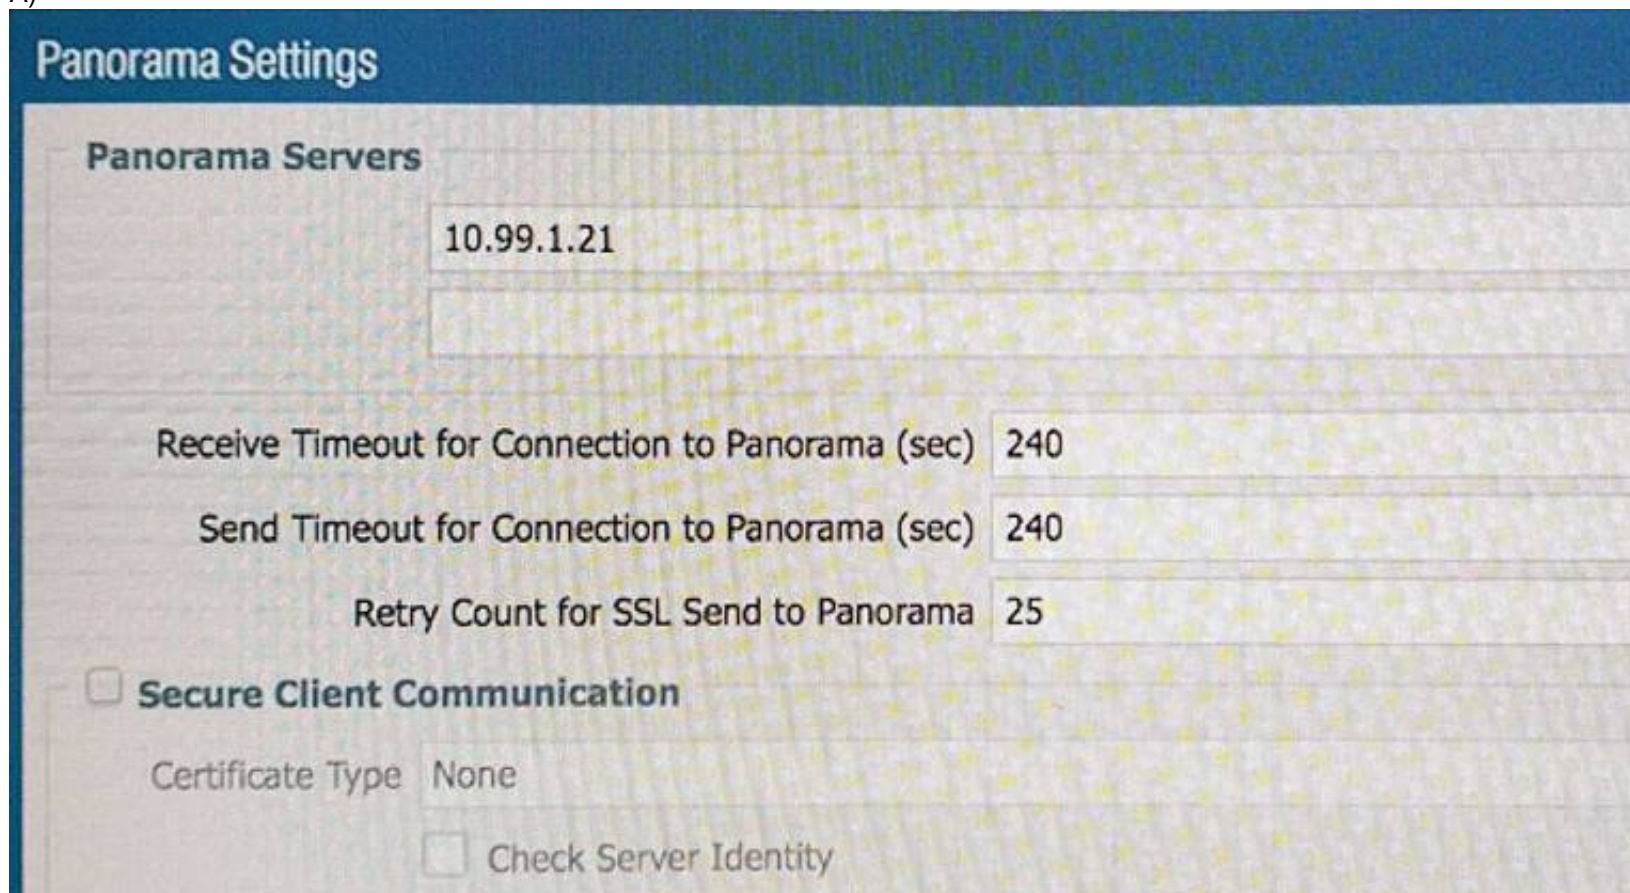 Panorama Settings
Panorama Servers
10.99.1.21
Receive Timeout for Connection to Panorama (sec) 240
Send Timeout for Connection to Panorama (sec) 240
Retry Count for SSL Send to Panorama 25
Secure Client Communication
Certificate Type None
Check Server Identity